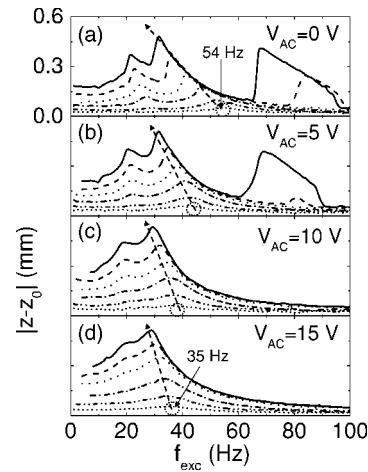 (a)
V_AC=0 V
0.6
0.3
0.0
54 Hz
(b)
V_AC=5 V
(c)
V_AC=10 V
(d)
V_AC=15 V
35 Hz
|z-z_0| (mm)
0 20 40 60 80 100
f_exc (Hz)